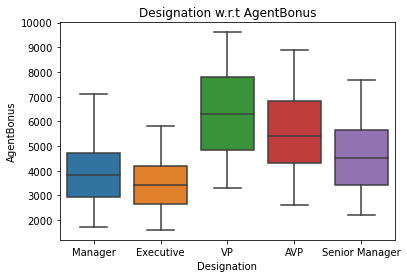 Designation w.r.t AgentBonus
10000
9000
8000
7000
6000
5000
4000
3000
2000
AgentBonus
Manager Executive VP AVP Senior Manager
Designation